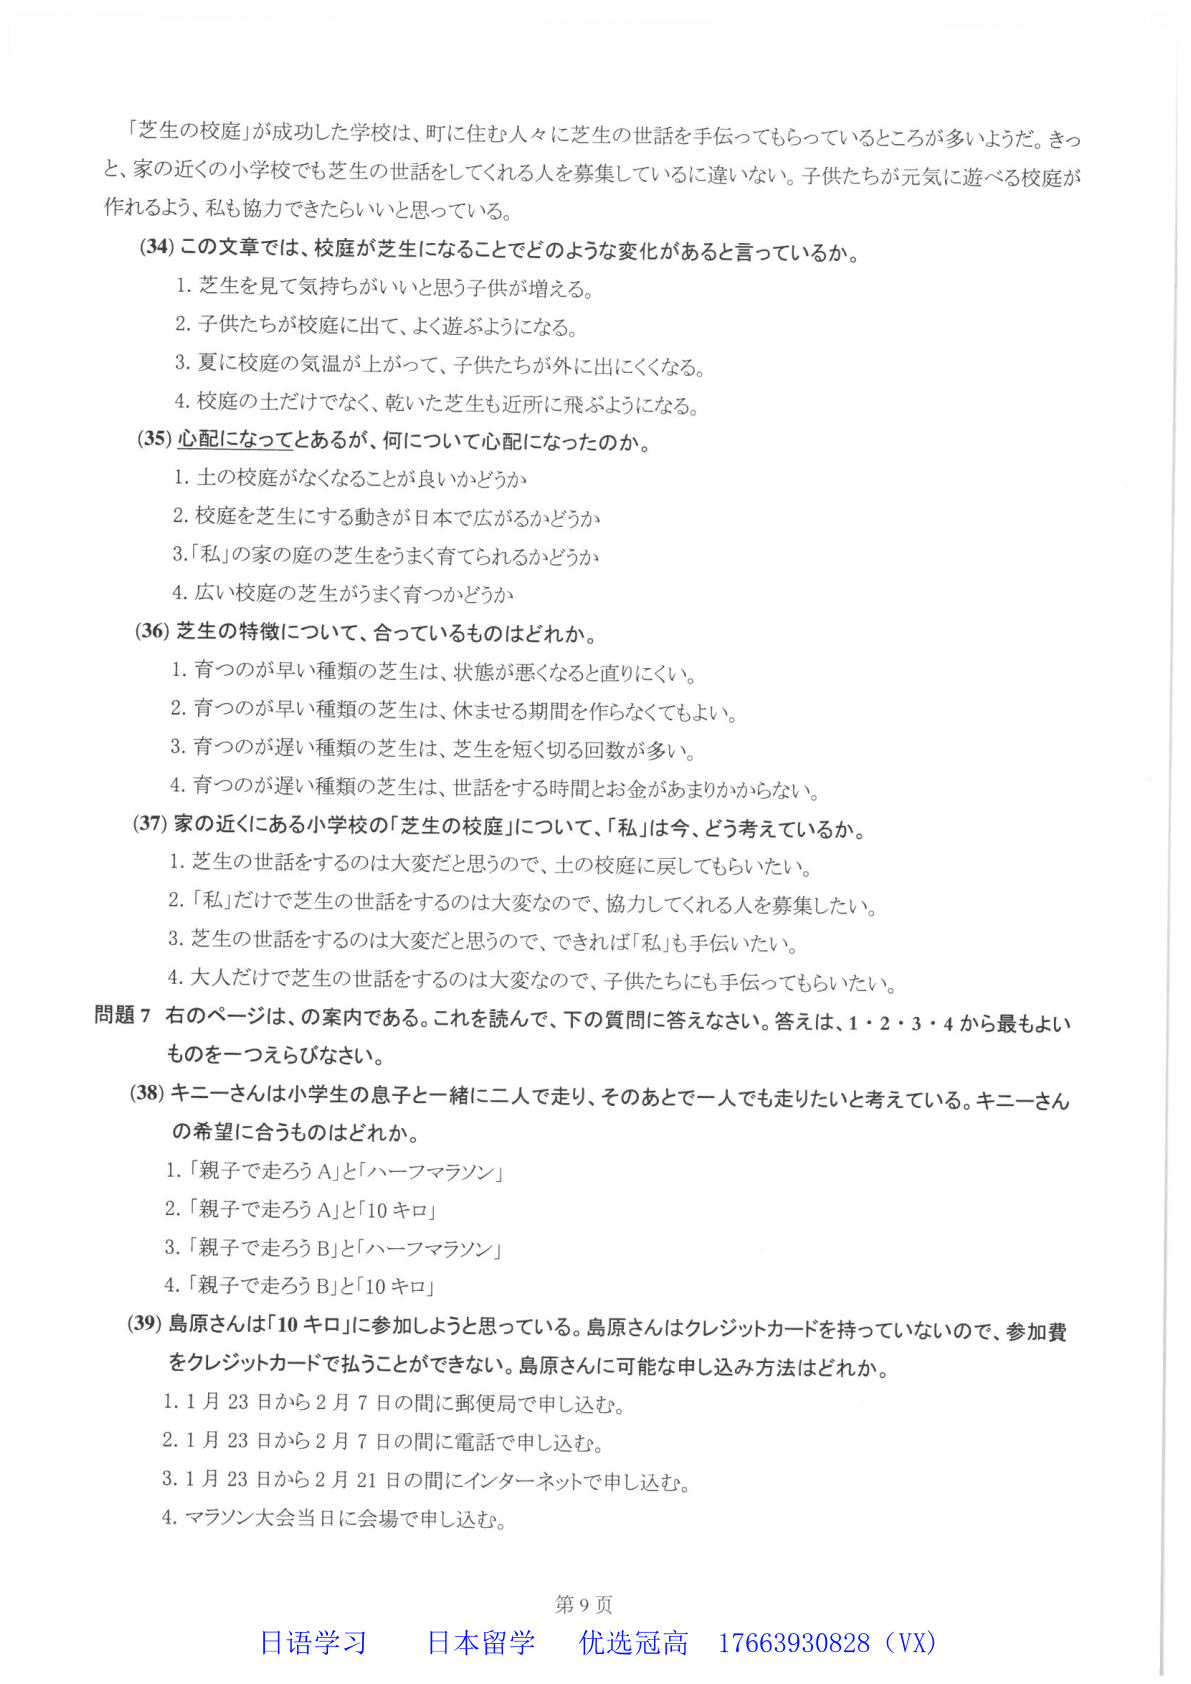 「芝生の校庭」が成功した学校は、町に住む人々に芝生の世話を手伝ってもらっているところが多いようだ。きっ
と、家の近くの小学校でも芝生の世話をしてくれる人を募集しているに違いない。子供たちが元気に遊べる校庭が
作れるよう、私も協力できたらいいと思っている。
(34) この文章では、校庭が芝生になることでどのような変化があると言っているか。
1. 芝生を見て気持ちがいいと思う子供が増える。
2. 子供たちが校庭に出て、よく遊ぶようになる。
3. 夏に校庭の気温が上がって、子供たちが外に出にくくなる。
4. 校庭の土だけでなく、乾いた芝生も近所に飛ぶようになる。
(35) 心配になってとあるが、何について心配になったのか。
1. 土の校庭がなくなることが良いかどうか
2. 校庭を芝生にする動きが日本で広がるかどうか
3.「私」の家の庭の芝生をうまく育てられるかどうか
4. 広い校庭の芝生がうまく育つかどうか
(36) 芝生の特徴について、合っているものはどれか。
1. 育つのが早い種類の芝生は、状態が悪くなると直りにくい。
2. 育つのが早い種類の芝生は、休ませる期間を作らなくてもよい。
3. 育つのが遅い種類の芝生は、芝生を短く切る回数が多い。
4. 育つのが遅い種類の芝生は、世話をする時間とお金があまりかからない。
(37) 家の近くにある小学校の「芝生の校庭」について、「私」は今、どう考えているか。
1. 芝生の世話をするのは大変だと思うので、土の校庭に戻してもらいたい。
2. 「私」だけで芝生の世話をするのは大変なので、協力してくれる人を募集したい。
3. 芝生の世話をするのは大変だと思うので、できれば「私」も手伝いたい。
4. 大人だけで芝生の世話をするのは大変なので、子供たちにも手伝ってもらいたい。
問題 7 右のページは、の案内である。これを読んで、下の質問に答えなさい。答えは、1・2・3・4 から最もよい
ものを一つえらびなさい。
(38) キニーさんは小学生の息子と一緒に二人で走り、そのあとで一人でも走りたいと考えている。キニーさん
の希望に合うものはどれか。
1. 「親子で走ろう A」と「ハーフマラソン」
2. 「親子で走ろう A」と「10 キロ」
3. 「親子で走ろう B」と「ハーフマラソン」
4. 「親子で走ろう B」と「10 キロ」
(39) 島原さんは「10 キロ」に参加しようと思っている。島原さんはクレジットカードを持っていないので、参加費
をクレジットカードで払うことができない。島原さんに可能な申し込み方法はどれか。
1. 1 月 23 日から 2 月 7 日の間に郵便局で申し込む。
2. 1 月 23 日から 2 月 7 日の間に電話で申し込む。
3. 1 月 23 日から 2 月 21 日の間にインターネットで申し込む。
4. マラソン大会当日に会場で申し込む。
第 9 页
日语学习 日本留学 优选冠高 17663930828（VX）